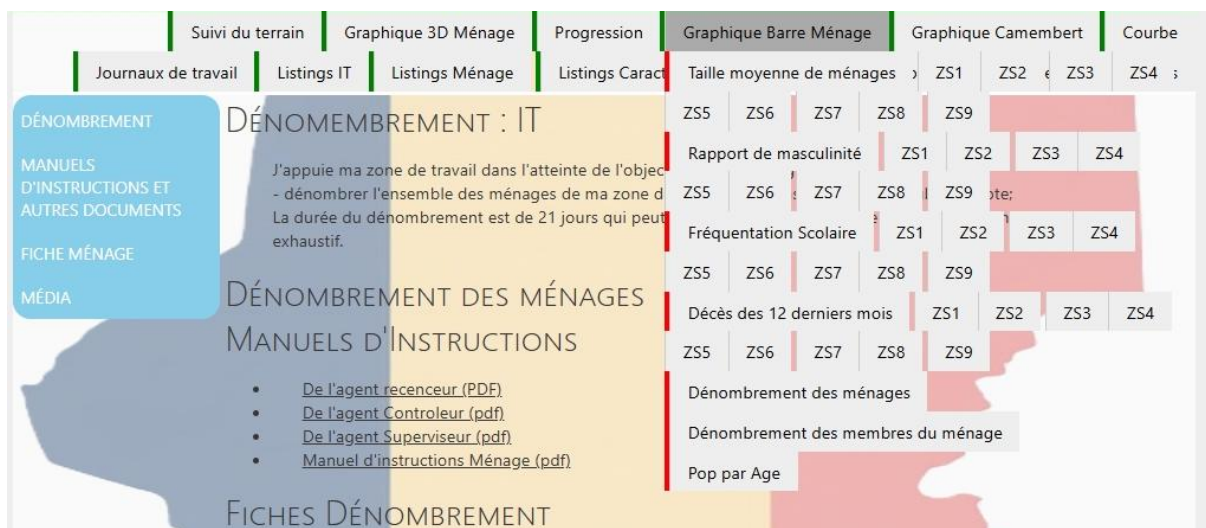 Suivi du terrain Graphique 3D Ménage Progression Graphique Barre Ménage Graphique Camembert Courbe
Journaux de travail Listings IT Listings Ménage Listings Caract Taille moyenne de ménages ZS1 ZS2 ZS3 ZS4
ZS5 ZS6 ZS7 ZS8 ZS9
Rapport de masculinité ZS1 ZS2 ZS3 ZS4
ZS5 ZS6 ZS7 ZS8 ZS9
Fréquentation Scolaire ZS1 ZS2 ZS3 ZS4
ZS5 ZS6 ZS7 ZS8 ZS9
Décès des 12 derniers mois ZS1 ZS2 ZS3 ZS4
ZS5 ZS6 ZS7 ZS8 ZS9
Dénombrement des ménages
Dénombrement des membres du ménage
Pop par Age
DÉNOMBREMENT
MANUELS
D'INSTRUCTIONS ET
AUTRES DOCUMENTS
FICHE MÉNAGE
MÉDIA
DÉNOMEMBREMENT : IT
J'appuie ma zone de travail dans l'atteinte de l'objec
- dénombrer l'ensemble des ménages de ma zone d
La durée du dénombrement est de 21 jours qui peut
exhaustif.
DÉNOMBREMENT DES MÉNAGES
MANUELS D'INSTRUCTIONS
• De l'agent recenceur (PDF)
• De l'agent Controleur (pdf)
• De l'agent Superviseur (pdf)
• Manuel d'instructions Ménage (pdf)
FICHES DÉNOMBREMENT